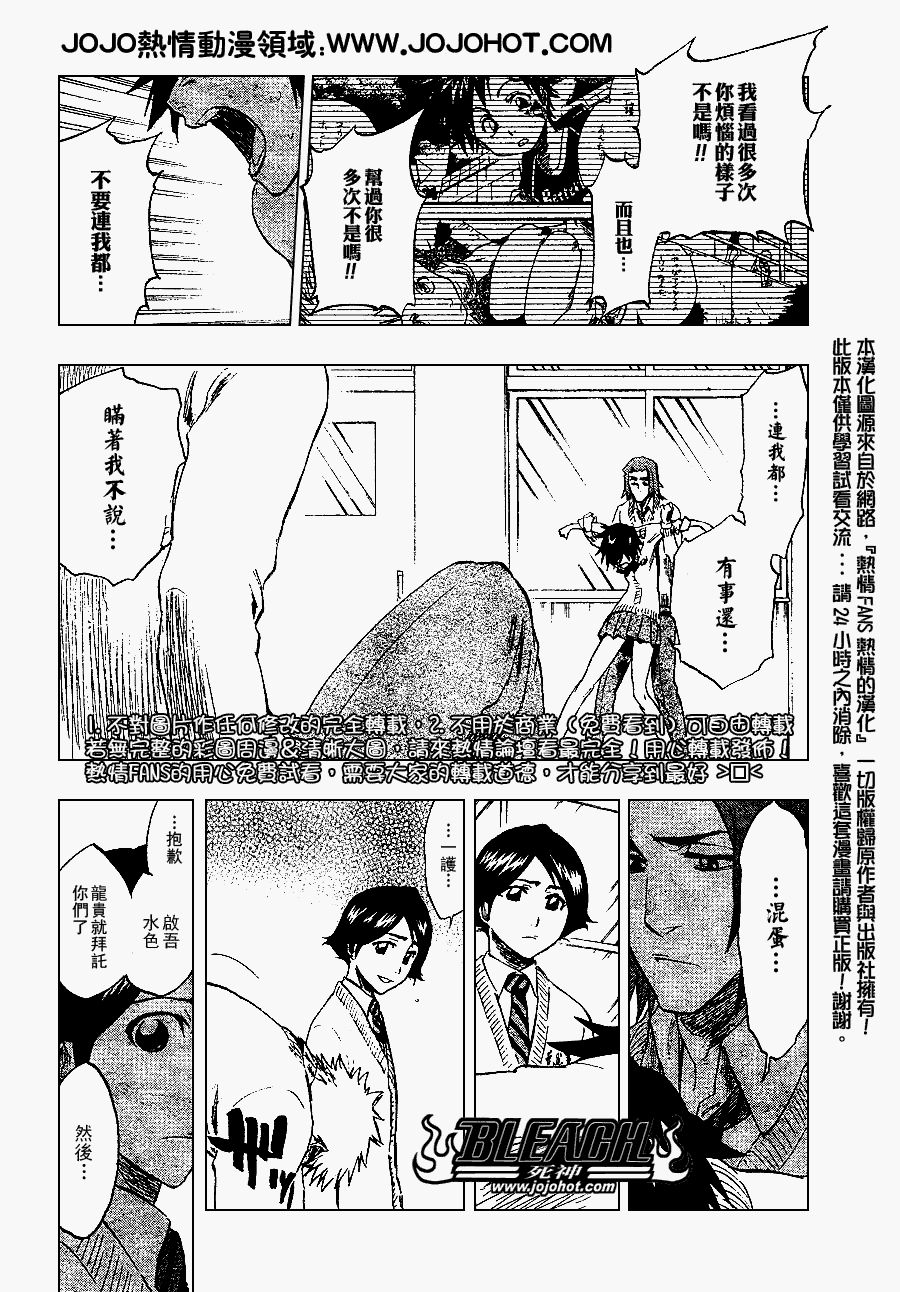 JOJO熱情動漫領域:WWW.JOJOHOT.COM
我看過很多次
你煩惱的樣子
不是嗎!!
而且也…
幫過你很
多次不是嗎!!
不要連我都…
…連我都…
有事還…
瞞著我不說…
1. 不對圖片作任何修改的完全轉載，2. 不用於商業（免費看到）可自由轉載
若無完整的彩圖周邊&清晰大圖，請來熱情論壇看最完全！用心轉載發佈！
熱情FANS的用心免費試看，需要大家的轉載道德，才能分享到最好 >□<
…混蛋…
…一護…
…抱歉
啟吾
水色
龍貴就拜託
你們了
然後…
BLEACH
死神
www.jojohot.com
本漢化圖源來自於網路，『熱情FANS 熱情的漢化』一切版權歸原作者與出版社擁有！
此版本僅供學習試看交流… 請 24 小時之內消除，喜歡這套漫畫請購買正版！謝謝。